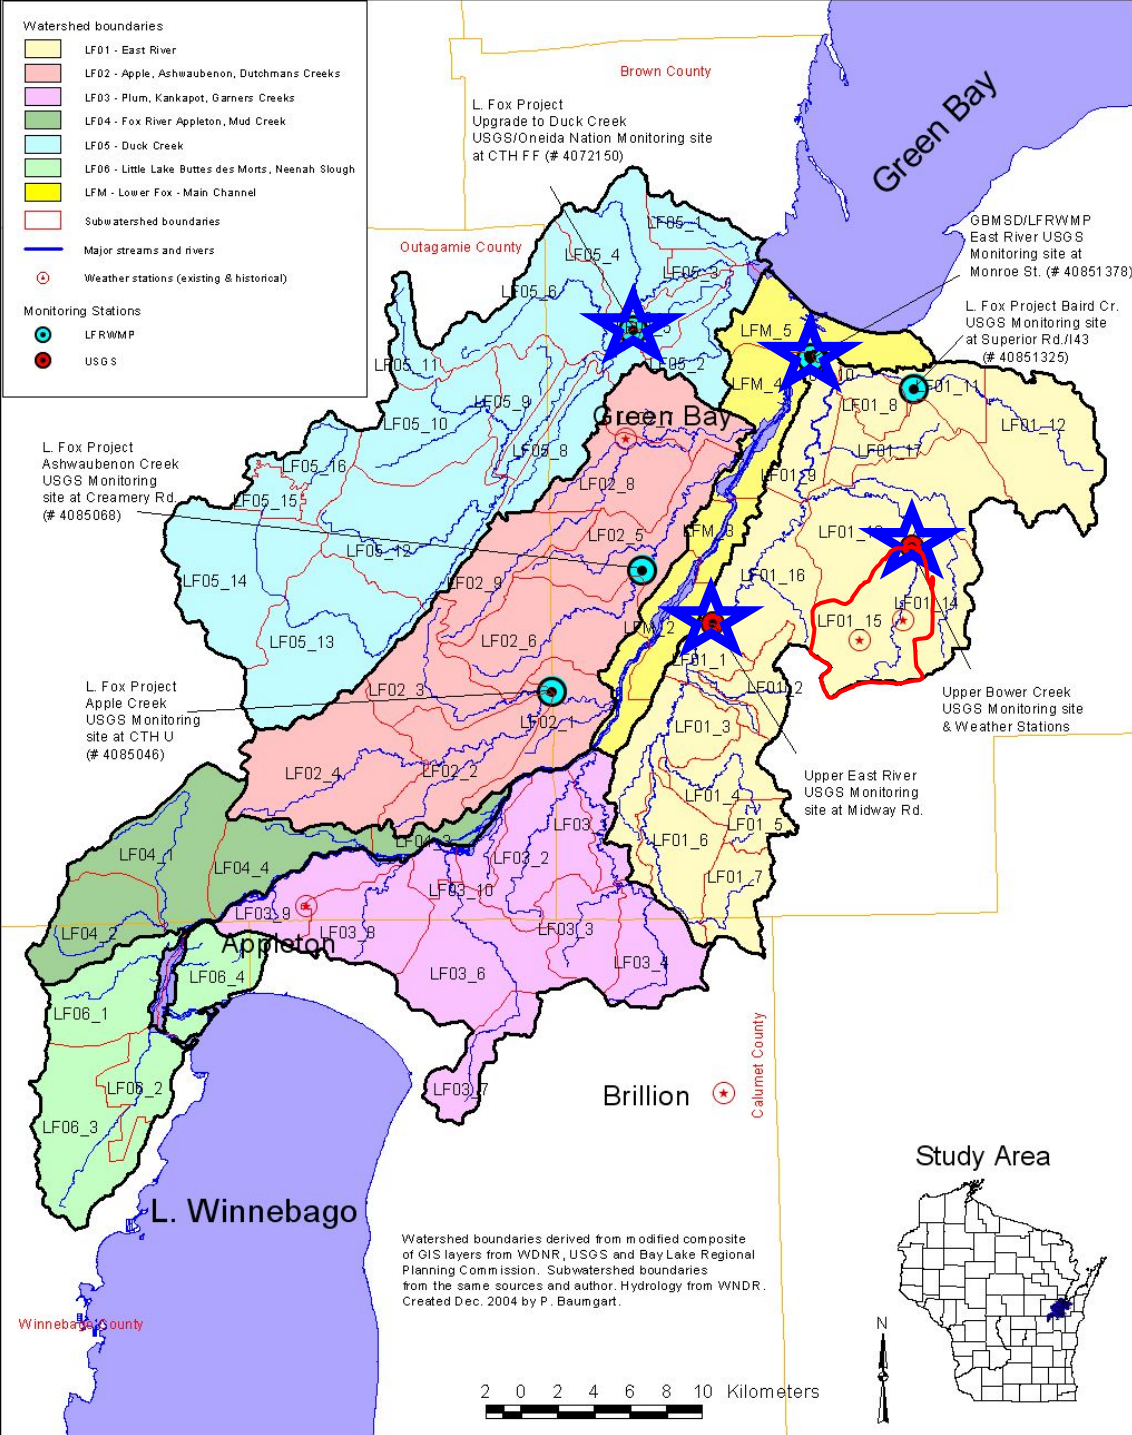 Watershed boundaries
LF01 - East River
LF02 - Apple, Ashwaubenon, Dutchmans Creeks
LF03 - Plum, Kankapot, Garners Creeks
LF04 - Fox River Appleton, Mud Creek
LF05 - Duck Creek
LF06 - Little Lake Buttes des Morts, Neenah Slough
LFM - Lower Fox - Main Channel
Subwatershed boundaries
Major streams and rivers
Weather stations (existing & historical)
Monitoring Stations
LFRWMP
USGS
Brown County
Green Bay
L. Fox Project
Upgrade to Duck Creek
USGS/Oneida Nation Monitoring site
at CTH FF (# 4072150)
Outagamie County
GBMSD/LFRWMP
East River USGS
Monitoring site at
Monroe St. (# 40851378)
L. Fox Project Baird Cr.
USGS Monitoring site
at Superior Rd./I43
(# 40851325)
LF05_1
LF05_4
LF05_3
LF05_6
LF05_2
LF05_11
LF05_9
LF05_10
LF05_8
LF05_16
LF05_15
LF05_12
LF05_14
LF05_13
LFM_5
LFM_4
LF01_11
LF01_8
LF01_12
LF01_17
LF01_9
Green Bay
LF02_8
LF02_5
LFM_3
LF02_9
LF01_16
LF01_14
LF01_15
LF02_6
LF01_1
LF01_2
LF02_3
LF02_1
LF01_3
LF02_4
LF02_2
LF01_4
LF01_5
LF01_6
LF01_7
L. Fox Project
Ashwaubenon Creek
USGS Monitoring
site at Creamery Rd.
(# 4085068)
L. Fox Project
Apple Creek
USGS Monitoring
site at CTH U
(# 4085046)
Upper Bower Creek
USGS Monitoring site
& Weather Stations
Upper East River
USGS Monitoring
site at Midway Rd.
LF04_1
LF04_4
LF04_3
LF04_2
LF03_2
LF03_10
LF03_9
LF03_8
LF03_3
LF03_4
LF03_6
LF03_7
Appleton
LF06_4
LF06_1
LF06_2
LF06_3
Brillion
Calumet County
L. Winnebago
Winnebago County
Study Area
Watershed boundaries derived from modified composite
of GIS layers from WDNR, USGS and Bay Lake Regional
Planning Commission. Subwatershed boundaries
from the same sources and author. Hydrology from WNDR.
Created Dec. 2004 by P. Baumgart.
N
2 0 2 4 6 8 10 Kilometers